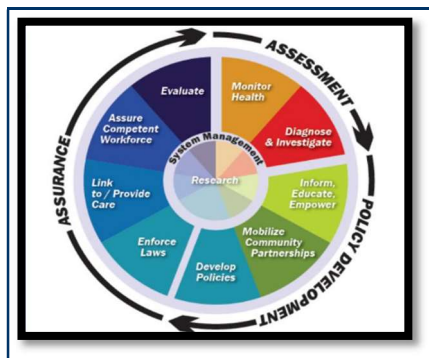 ASSESSMENT
POLICY DEVELOPMENT
ASSURANCE
Monitor
Health
Diagnose
& Investigate
Inform,
Educate,
Empower
Mobilize
Community
Partnerships
Develop
Policies
Enforce
Laws
Link
to / Provide
Care
Assure
Competent
Workforce
Evaluate
System Management
Research